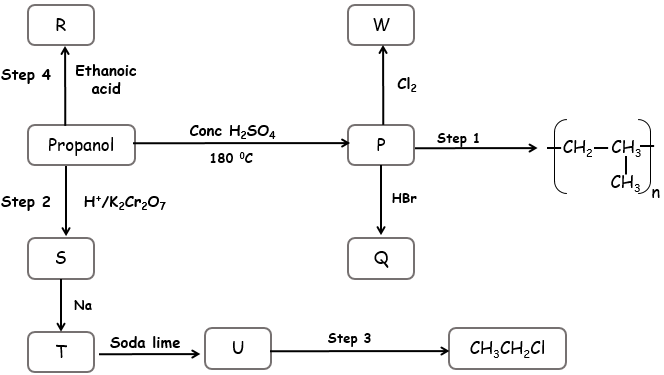 R
W
Step 4
Ethanoic
acid
Cl₂
Propanol
Conc H₂SO₄
180 ⁰C
P
Step 1
CH₂—CH₃
CH₃
n
Step 2
H⁺/K₂Cr₂O₇
HBr
S
Q
Na
T
Soda lime
U
Step 3
CH₃CH₂Cl